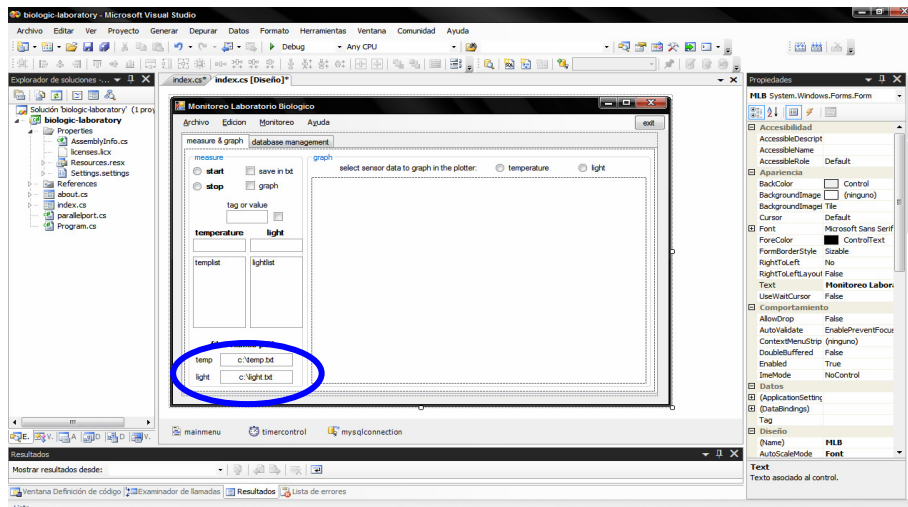 biologic-laboratory - Microsoft Visual Studio
Archivo Editar Ver Proyecto Generar Depurar Datos Formato Herramientas Ventana Comunidad Ayuda
Debug Any CPU
Explorador de soluciones -...
index.cs* index.cs [Diseño]*
Propiedades
MLB System.Windows.Forms.Form
Solución 'biologic-laboratory' (1 proy
biologic-laboratory
Properties
AssemblyInfo.cs
licenses.licx
Resources.resx
Settings.settings
References
about.cs
index.cs
parallelport.cs
Program.cs
Monitoreo Laboratorio Biologico
Archivo Edicion Monitoreo Ayuda exit
measure & graph database management
measure
start save in txt
stop graph
tag or value
temperature light
templist lightlist
temp c:\temp.txt
light c:\light.txt
graph
select sensor data to graph in the plotter: temperature light
mainmenu timercontrol mysqlconnection
Accesibilidad
AccessibleDescript
AccessibleName
AccessibleRole Default
Apariencia
BackColor Control
BackgroundImage (ninguno)
BackgroundImagel Tile
Cursor Default
Font Microsoft Sans Serif
ForeColor ControlText
FormBorderStyle Sizable
RightToLeft No
RightToLeftLayout False
Text Monitoreo Labora
UseWaitCursor False
Comportamiento
AllowDrop False
AutoValidate EnablePreventFocus
ContextMenuStrip (ninguno)
DoubleBuffered False
Enabled True
ImeMode NoControl
Datos
(ApplicationSetting
(DataBindings)
Tag
Diseño
(Name) MLB
AutoScaleMode Font
Text
Texto asociado al control.
E. V. A D D V.
Resultados
Mostrar resultados desde:
Ventana Definición de código Examinador de llamadas Resultados Lista de errores